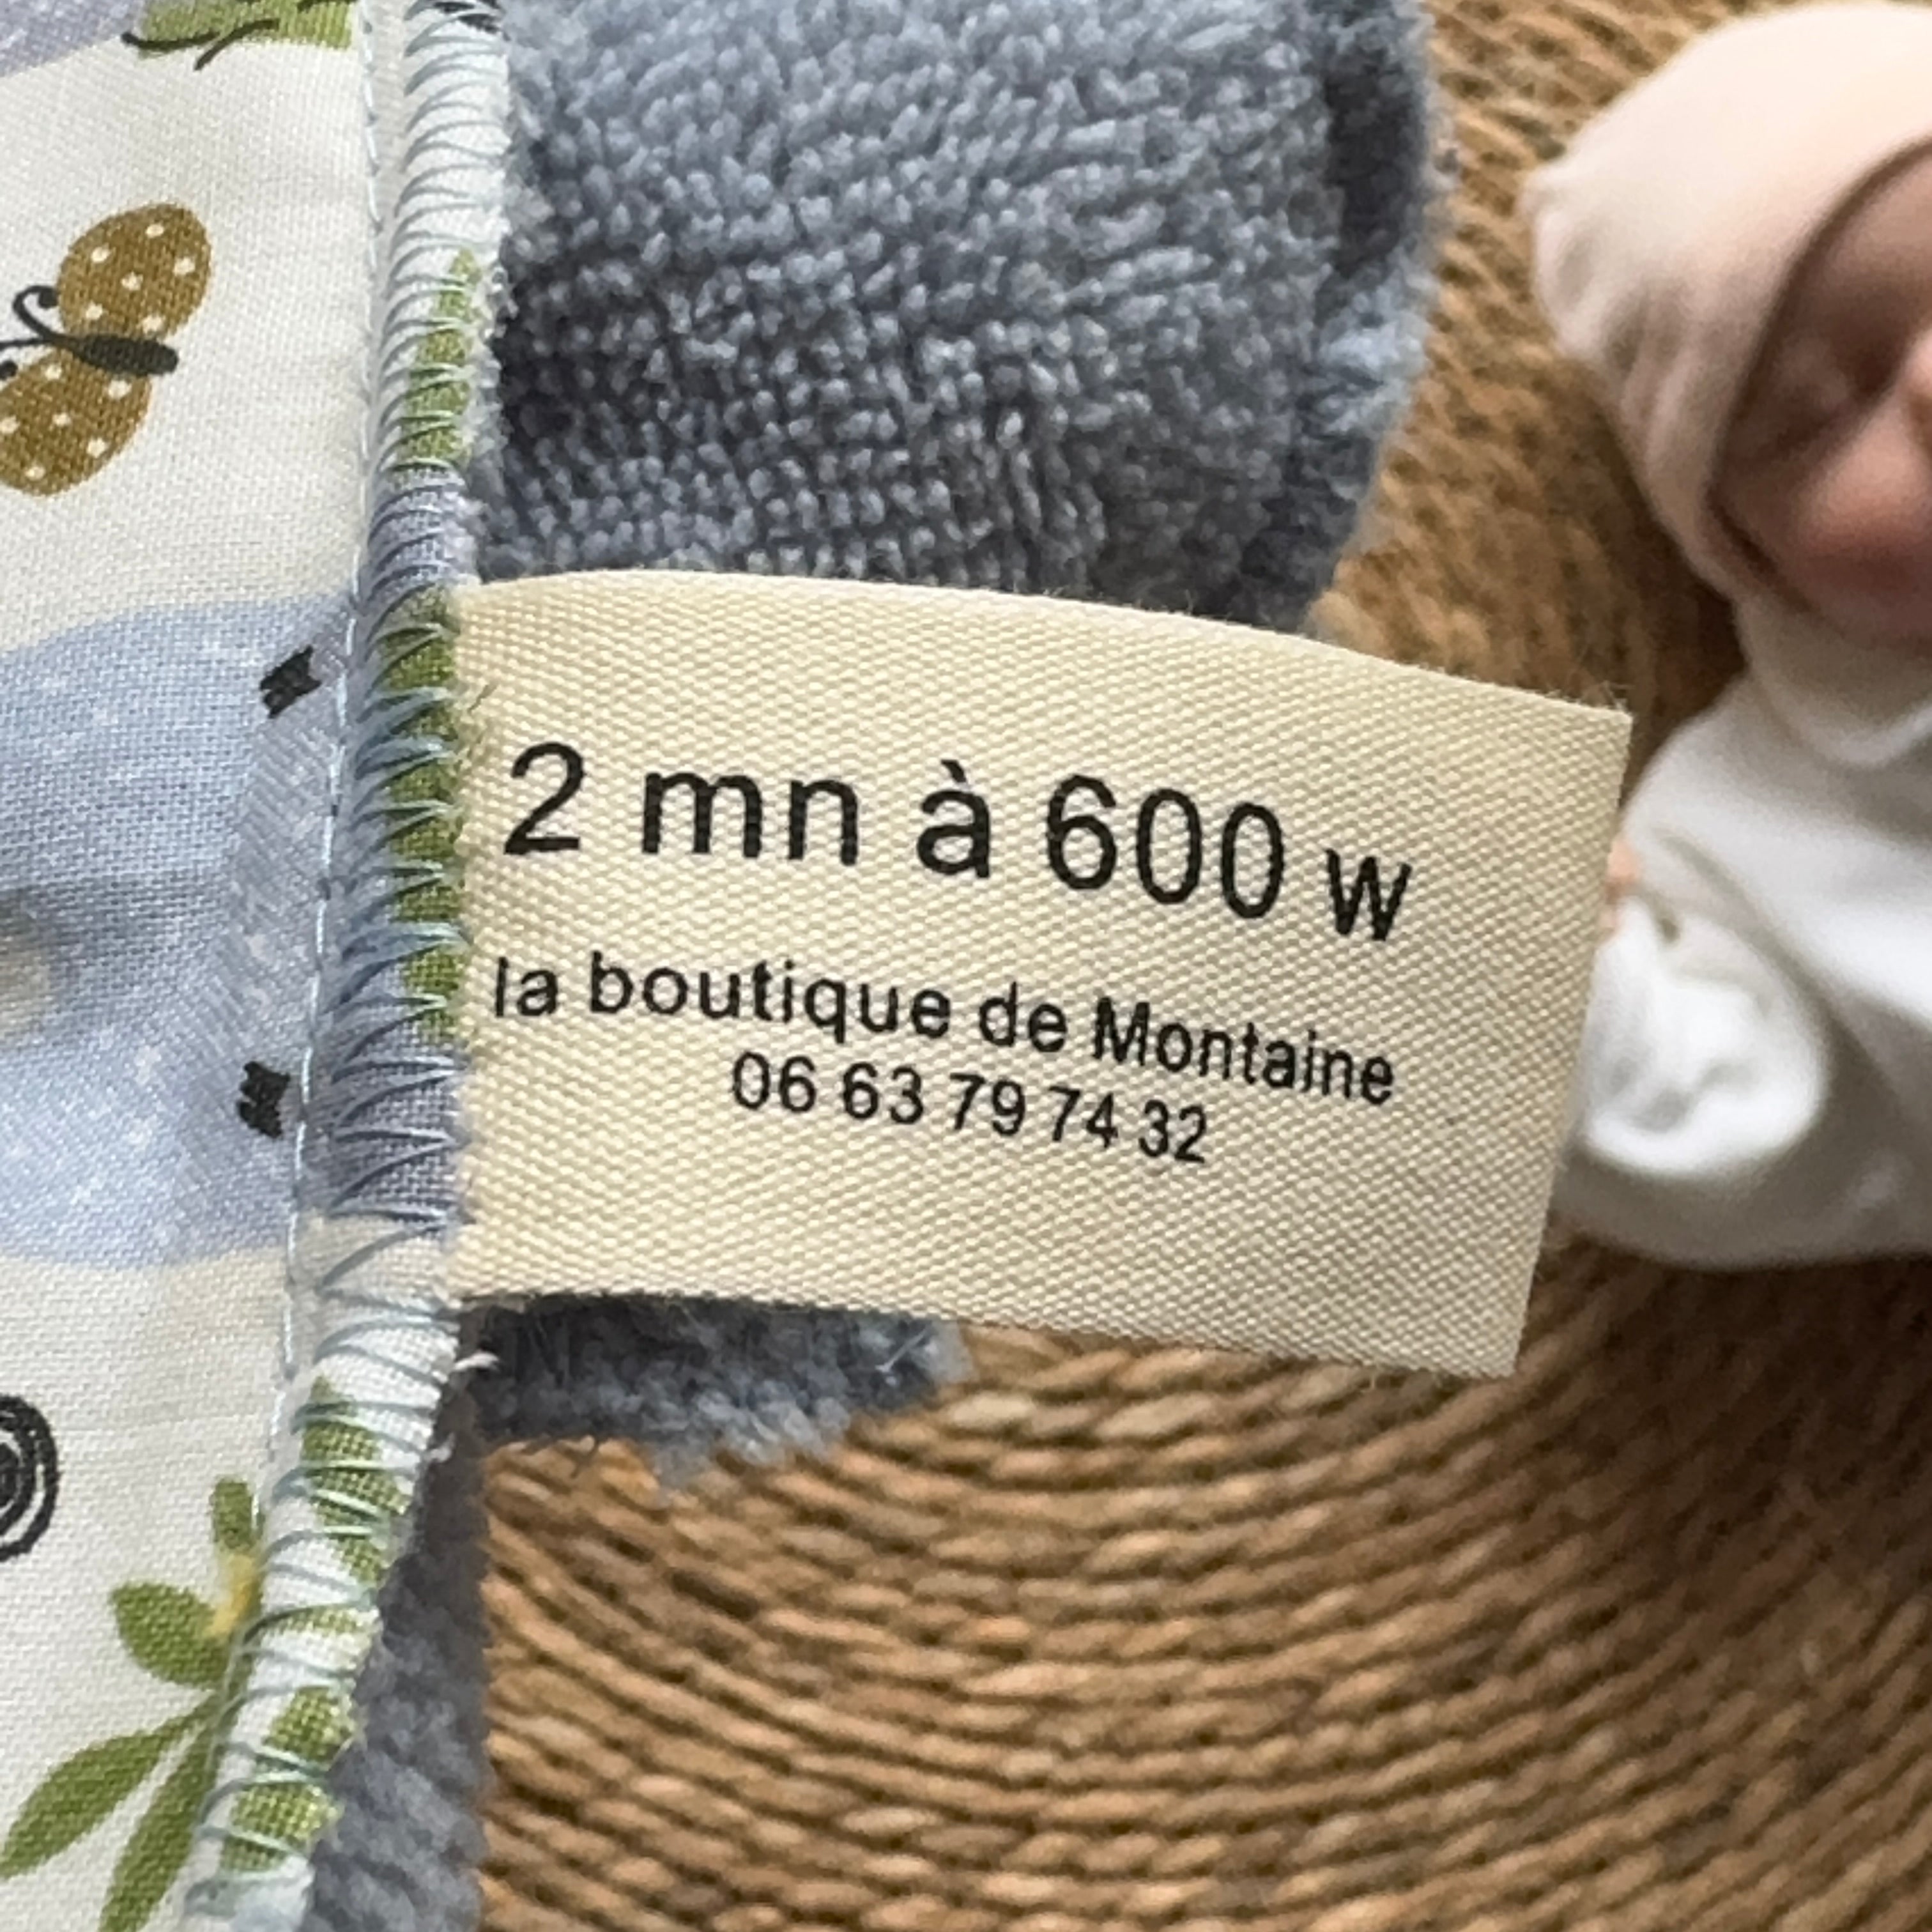 2 mn à 600 w
la boutique de Montaine
06 63 79 74 32